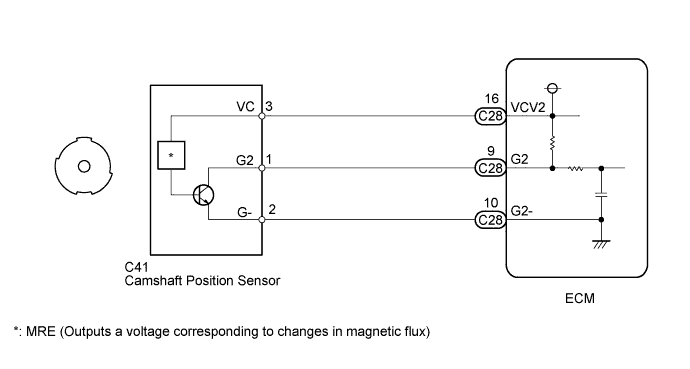 16
VC 3 C28 VCV2
*
9
G2 1 C28 G2
10
G- 2 C28 G2-
C41
Camshaft Position Sensor
ECM
*: MRE (Outputs a voltage corresponding to changes in magnetic flux)